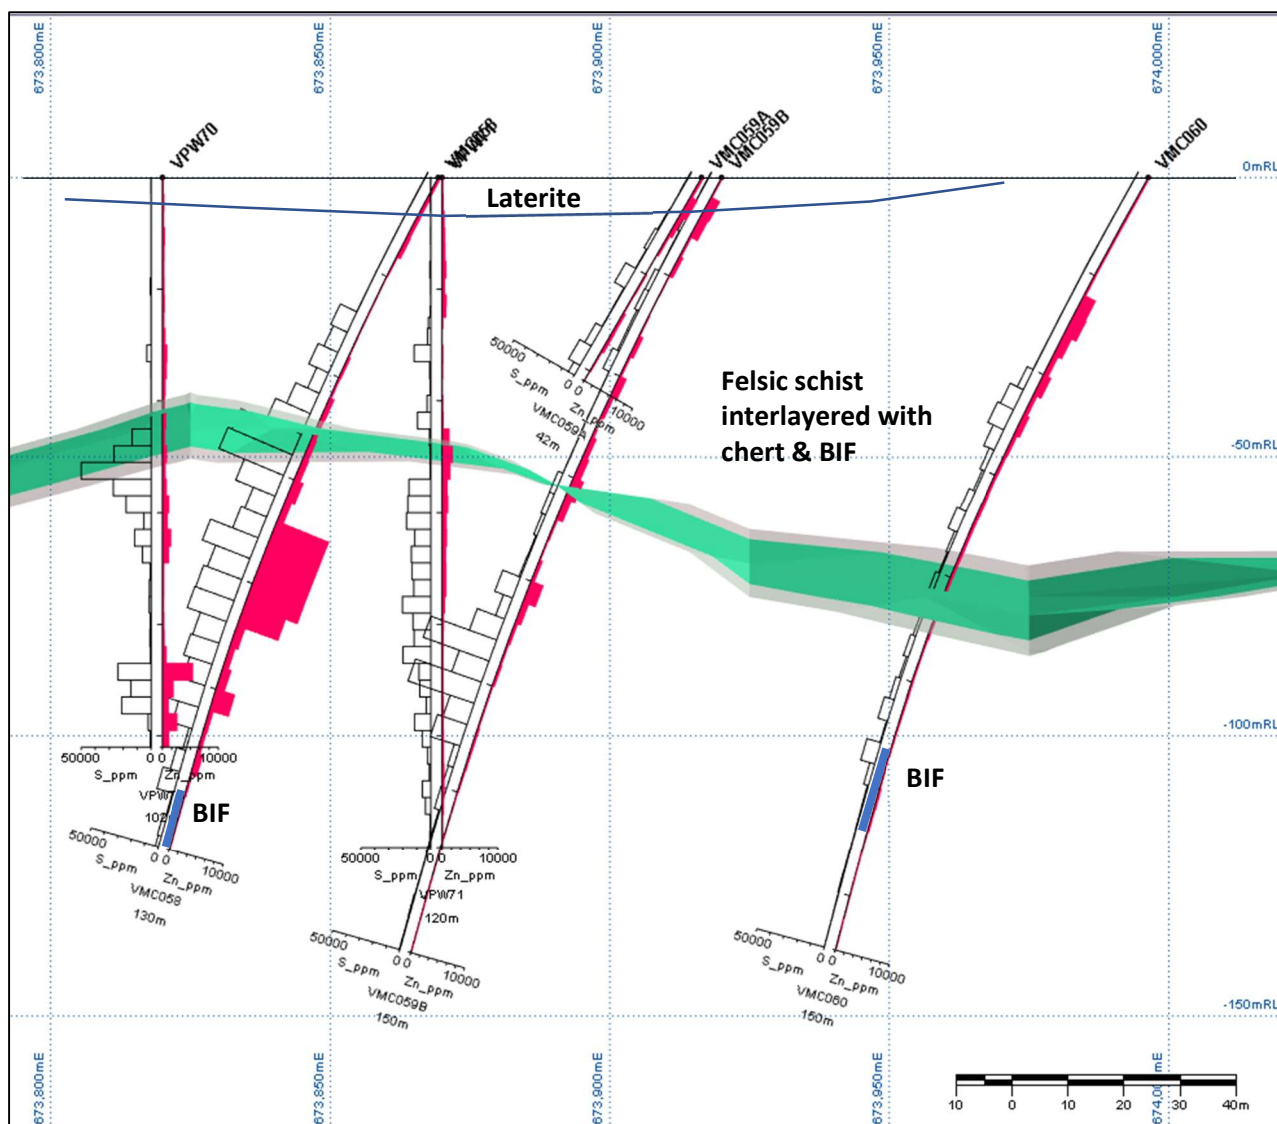 673,800mE
673,850mE
673,900mE
673,950mE
674,000mE
VPW70
VMC059A
VMC059B
VMC060
0mRL
Laterite
50000
0 0
S_ppm
Zn_ppm
10000
VMC059A
42m
Felsic schist
interlayered with
chert & BIF
-50mRL
-100mRL
50000
0 0
10000
S_ppm
Zn_ppm
BIF
50000
0 0
S_ppm
Zn_ppm
10000
VMC058
130m
BIF
50000
0 0
10000
S_ppm
Zn_ppm
VPW71
120m
50000
0 0
S_ppm
Zn_ppm
10000
VMC059B
150m
50000
0 0
S_ppm
Zn_ppm
10000
VMC060
150m
-150mRL
673,800mE
673,850mE
673,900mE
673,950mE
674,000mE
10 0 10 20 30 40m